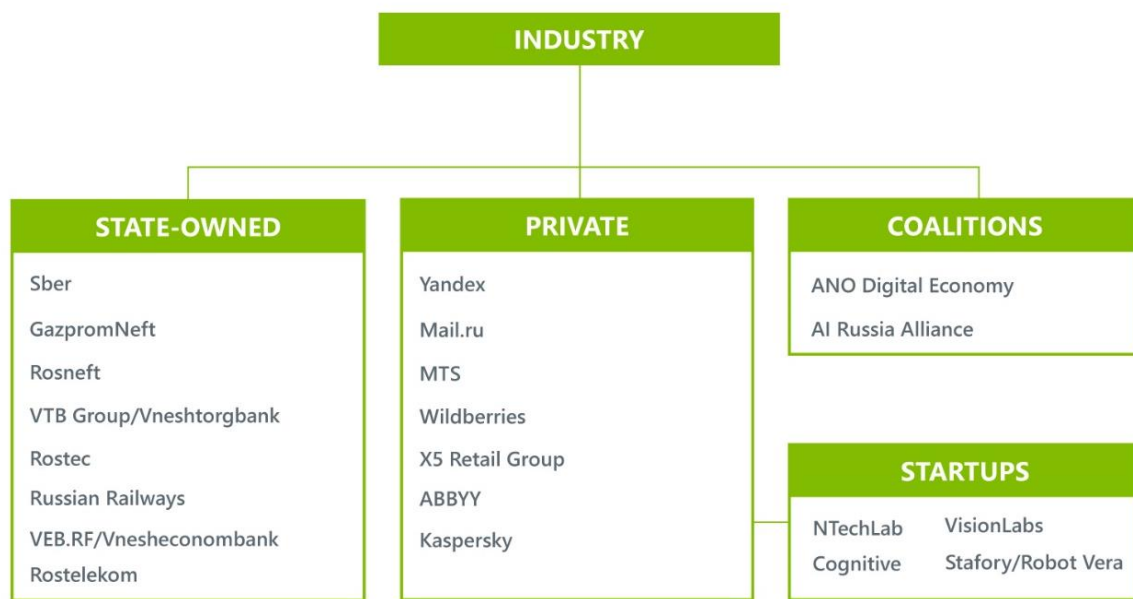 INDUSTRY
STATE-OWNED
Sber
GazpromNeft
Rosneft
VTB Group/Vneshtorgbank
Rostec
Russian Railways
VEB.RF/Vnesheconombank
Rostelekom
PRIVATE
Yandex
Mail.ru
MTS
Wildberries
X5 Retail Group
ABBYY
Kaspersky
COALITIONS
ANO Digital Economy
AI Russia Alliance
STARTUPS
NTechLab VisionLabs
Cognitive Stafory/Robot Vera